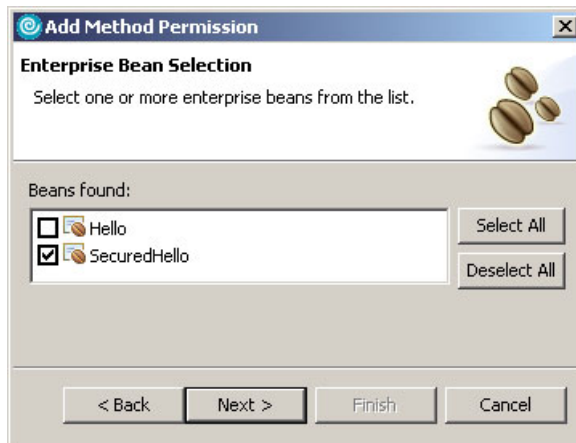 Add Method Permission
Enterprise Bean Selection
Select one or more enterprise beans from the list.
Beans found:
Hello
SecuredHello
Select All
Deselect All
< Back
Next >
Finish
Cancel